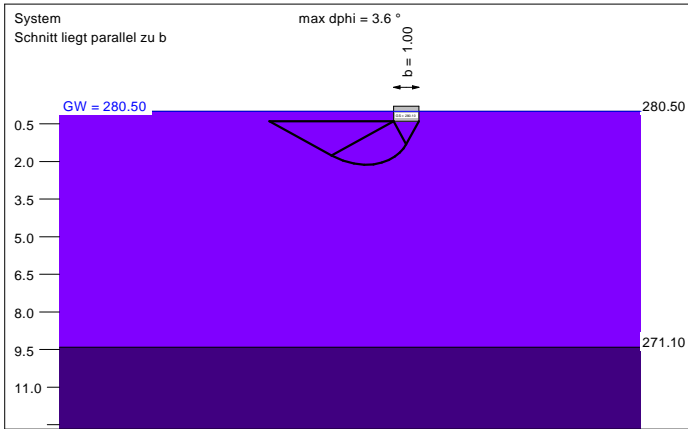 System
max dphi = 3.6 °
Schnitt liegt parallel zu b
b = 1.00
GW = 280.50
280.50
0.5
2.0
3.5
5.0
6.5
8.0
271.10
9.5
11.0